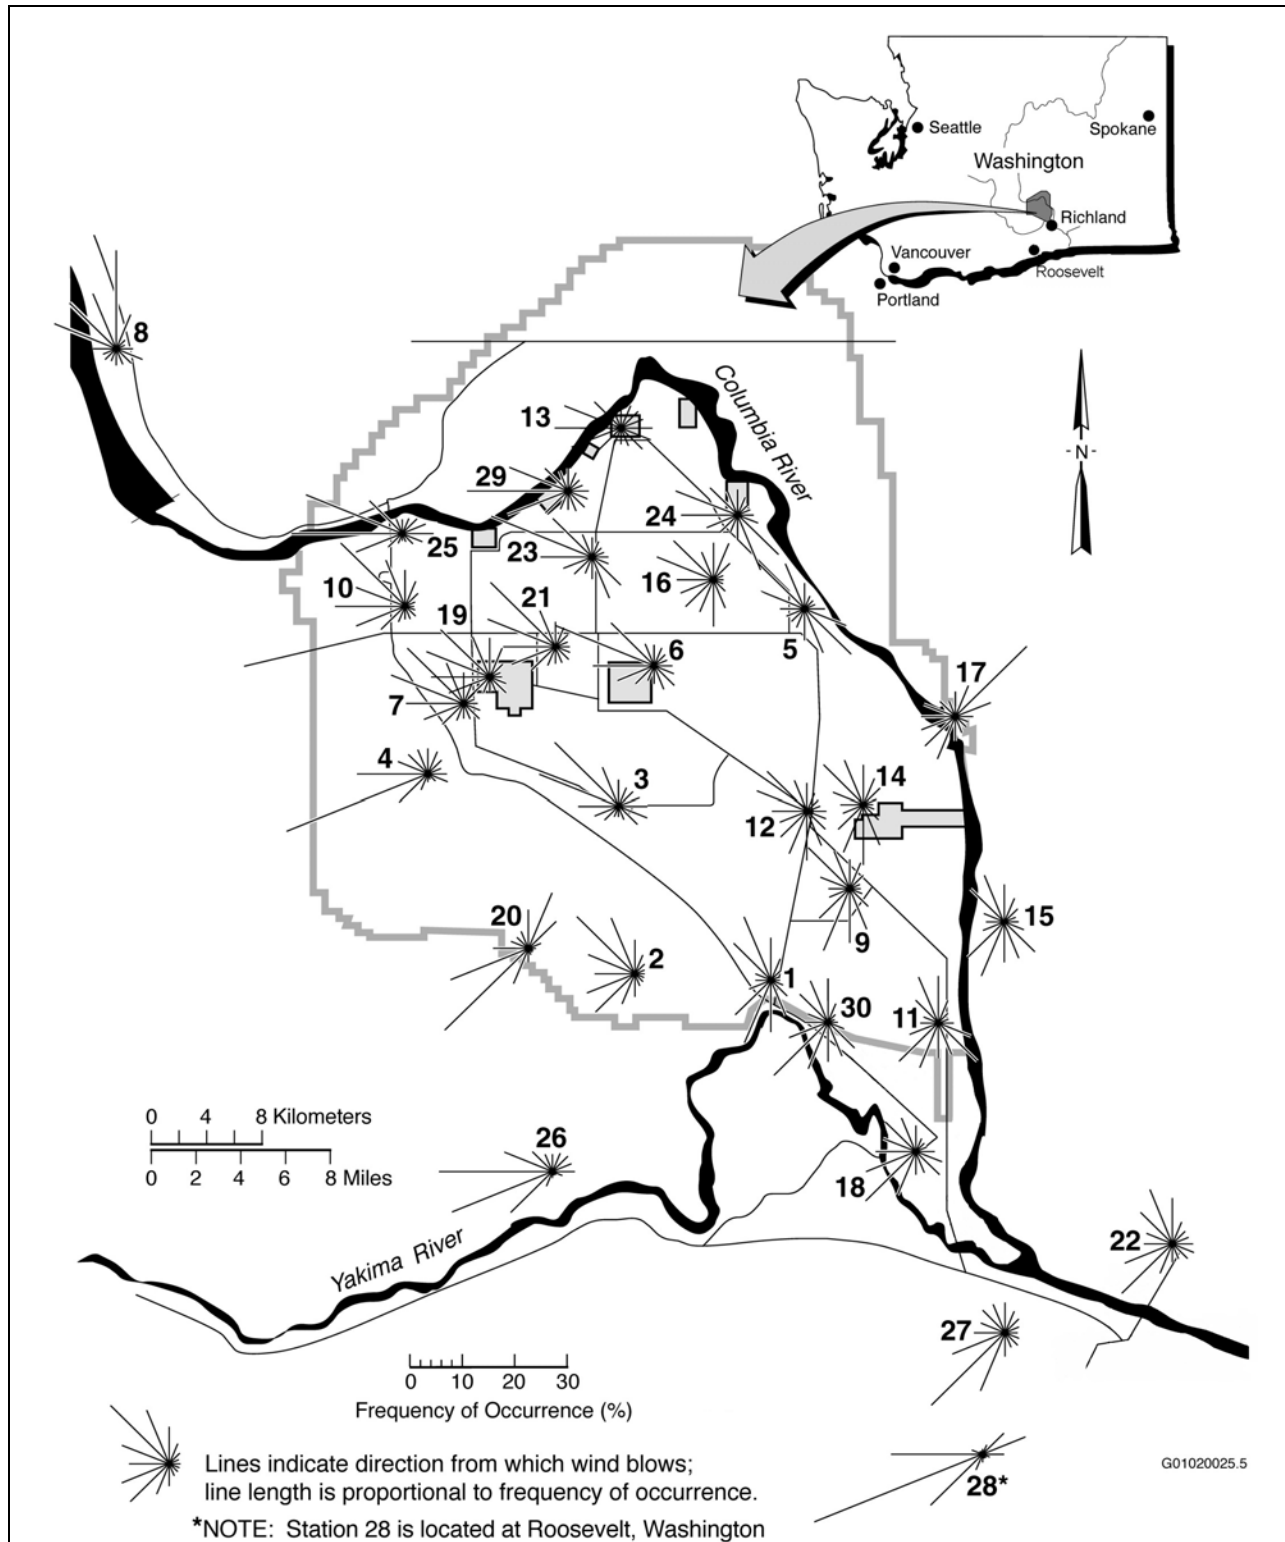 Seattle
Spokane
Washington
Richland
Vancouver
Roosevelt
Portland
8
Columbia River
13
-N-
29
24
25
23
10
16
21
19
6
5
17
7
4
3
14
12
20
15
2
9
1
30
11
0 4 8 Kilometers
0 2 4 6 8 Miles
26
18
22
Yakima River
27
0 10 20 30
Frequency of Occurrence (%)
Lines indicate direction from which wind blows;
line length is proportional to frequency of occurrence.
28*
G01020025.5
*NOTE: Station 28 is located at Roosevelt, Washington